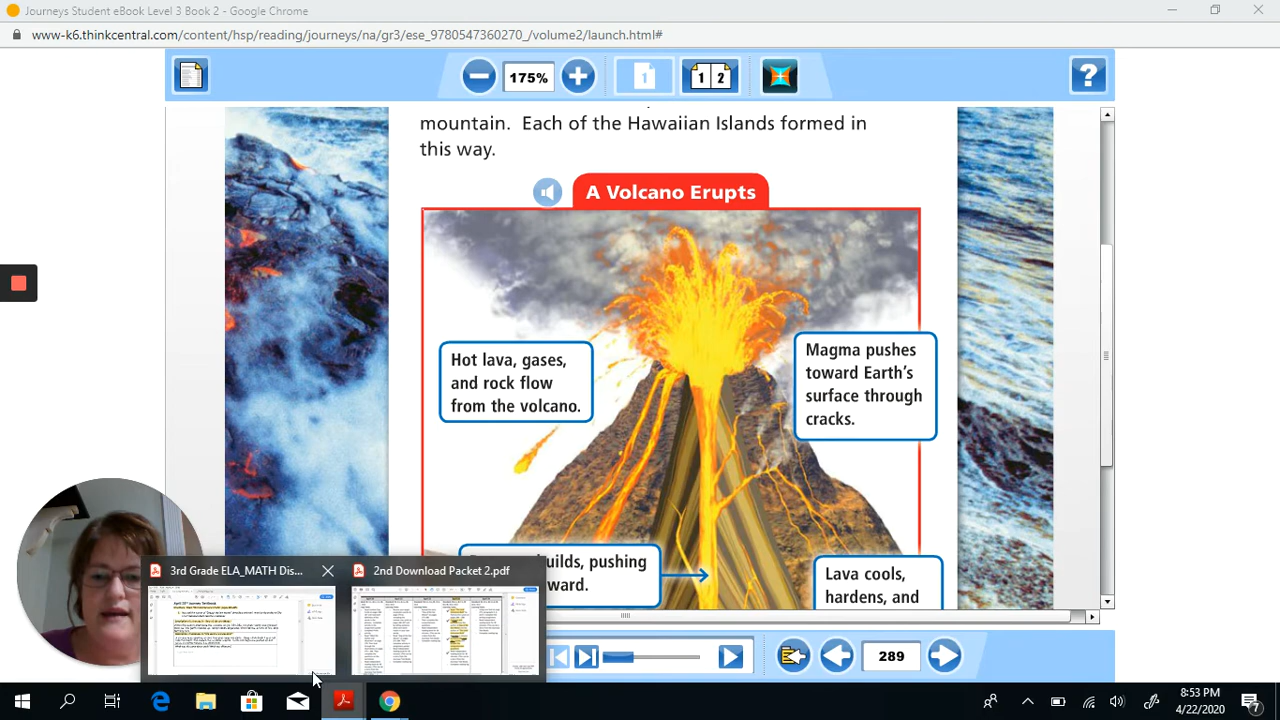 Journeys Student eBook Level 3 Book 2 - Google Chrome
www-k6.thinkcentral.com/content/hsp/reading/journeys/na/gr3/ese_9780547360270_/volume2/launch.html#
175%
1
1 2
?
mountain. Each of the Hawaiian Islands formed in
this way.
A Volcano Erupts
Hot lava, gases,
and rock flow
from the volcano.
Magma pushes
toward Earth's
surface through
cracks.
uilds, pushing
ward.
Lava cools,
hardens, and
3rd Grade ELA_MATH Dis...
2nd Download Packet 2.pdf
289
8:53 PM
4/22/2020
7